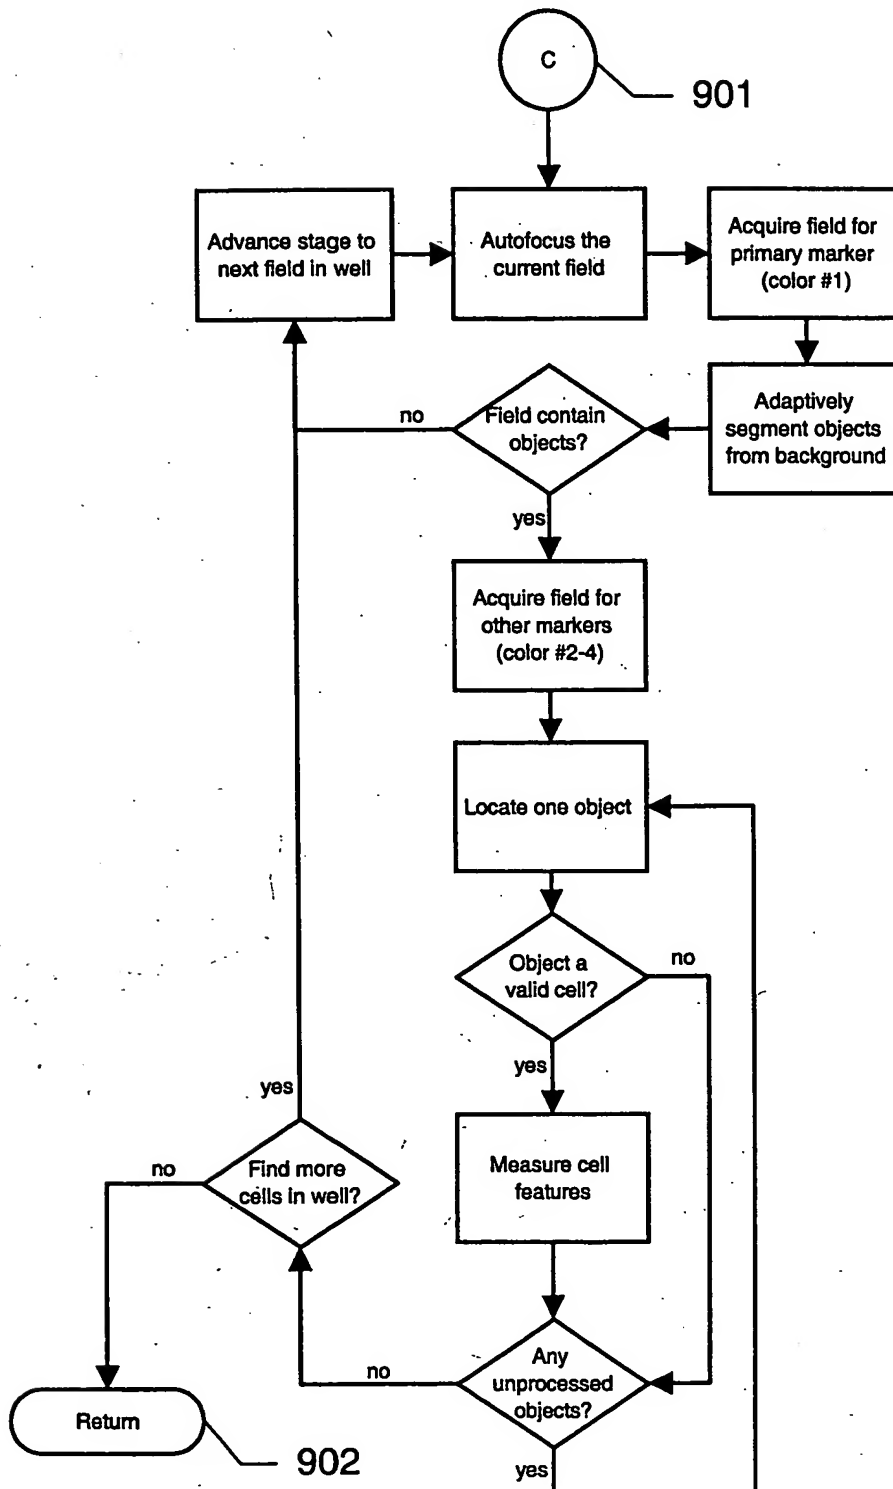 C
901
Advance stage to
next field in well
Autofocus the
current field
Acquire field for
primary marker
(color #1)
Field contain
objects?
no
Adaptively
segment objects
from background
yes
Acquire field for
other markers
(color #2-4)
Locate one object
Object a
valid cell?
no
yes
Measure cell
features
yes
Find more
cells in well?
no
Any
unprocessed
objects?
no
yes
Return
902